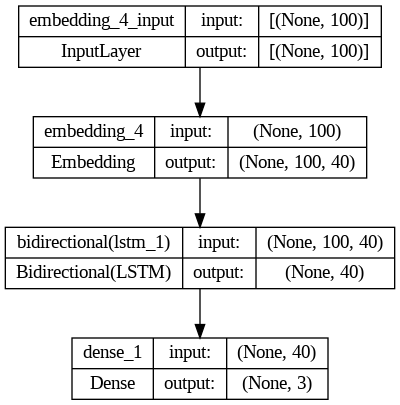 embedding_4_input input: [(None, 100)]
InputLayer output: [(None, 100)]
embedding_4 input: (None, 100)
Embedding output: (None, 100, 40)
bidirectional(lstm_1) input: (None, 100, 40)
Bidirectional(LSTM) output: (None, 40)
dense_1 input: (None, 40)
Dense output: (None, 3)